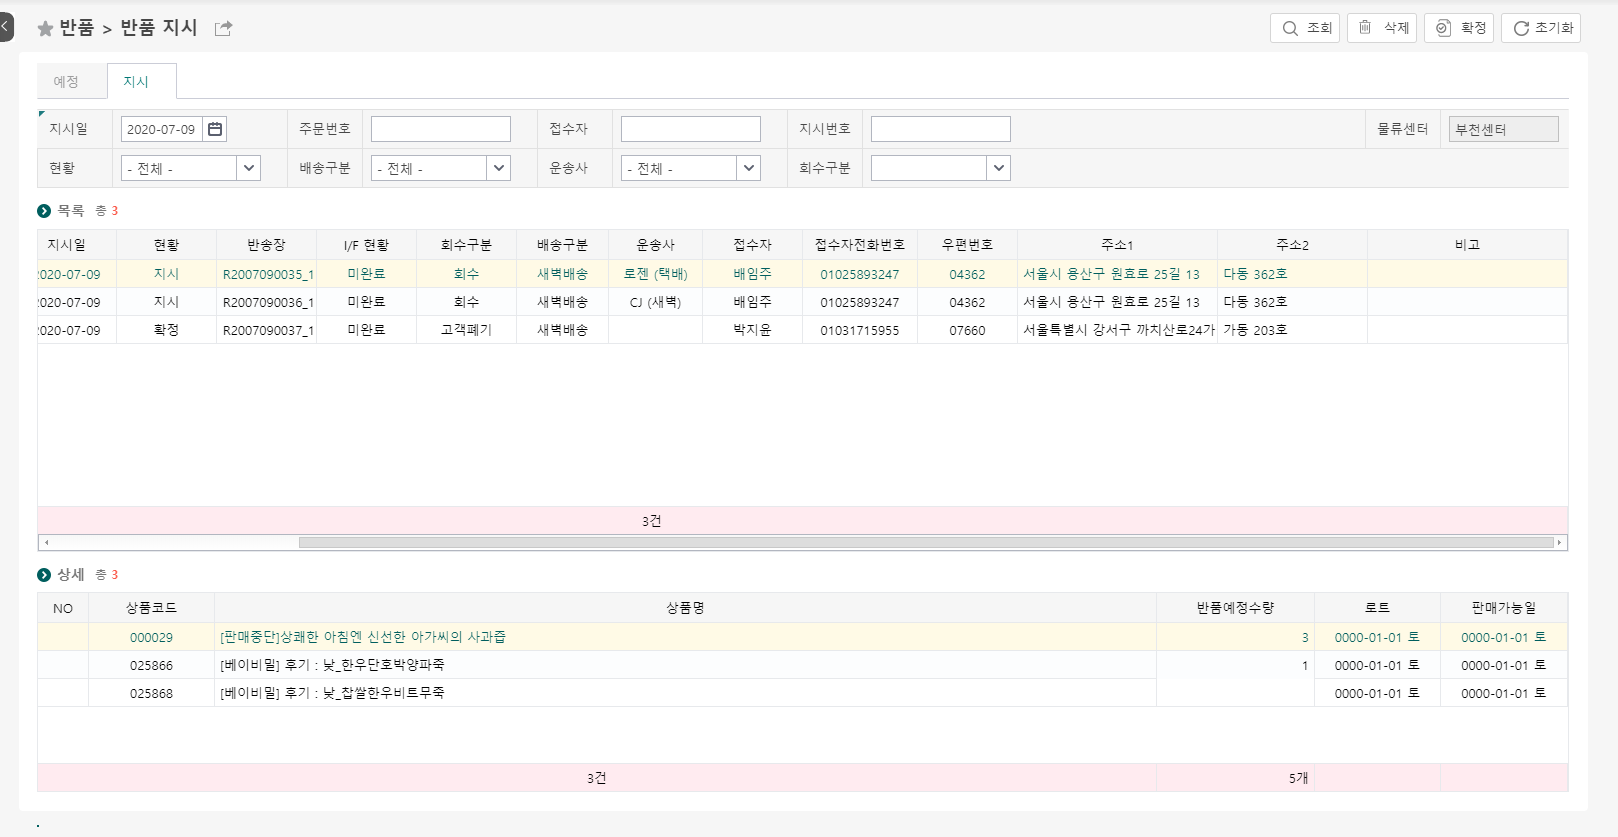 반품 > 반품 지시
조회 삭제 확정 초기화
예정 지시
지시일 2020-07-09 주문번호 접수자 지시번호 물류센터 부천센터
현황 - 전체 - 배송구분 - 전체 - 운송사 - 전체 - 회수구분
목록 총 3
지시일 현황 반송장 I/F 현황 회수구분 배송구분 운송사 접수자 접수자전화번호 우편번호 주소1 주소2 비고
2020-07-09 지시 R2007090035_1 미완료 회수 새벽배송 로젠 (택배) 배임주 01025893247 04362 서울시 용산구 원효로 25길 13 다동 362호
2020-07-09 지시 R2007090036_1 미완료 회수 새벽배송 CJ (새벽) 배임주 01025893247 04362 서울시 용산구 원효로 25길 13 다동 362호
2020-07-09 확정 R2007090037_1 미완료 고객폐기 새벽배송 박지윤 01031715955 07660 서울특별시 강서구 까치산로24가 가동 203호
3건
상세 총 3
NO 상품코드 상품명 반품예정수량 로트 판매가능일
000029 [판매중단]상쾌한 아침엔 신선한 아가씨의 사과즙 3 0000-01-01 토 0000-01-01 토
025866 [베이비밀] 후기 : 낮_한우단호박양파죽 1 0000-01-01 토 0000-01-01 토
025868 [베이비밀] 후기 : 낮_찹쌀한우비트무죽 0000-01-01 토 0000-01-01 토
3건 5개